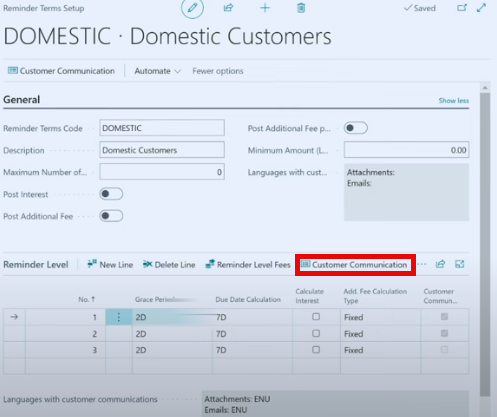 Reminder Terms Setup
Saved
DOMESTIC · Domestic Customers
Customer Communication Automate Fewer options
General Show less
Reminder Terms Code DOMESTIC Post Additional Fee p...
Description Domestic Customers Minimum Amount (L... 0.00
Maximum Number of... 0 Languages with cust... Attachments:
Emails:
Post Interest
Post Additional Fee
Reminder Level New Line Delete Line Reminder Level Fees Customer Communication ...
No. ↑ Grace Due Date Calculation Calculate Interest Add. Fee Calculation Type Customer Commun...
→ 1 2D 7D Fixed
2 2D 7D Fixed
3 2D 7D Fixed
Languages with customer communications Attachments: ENU
Emails: ENU